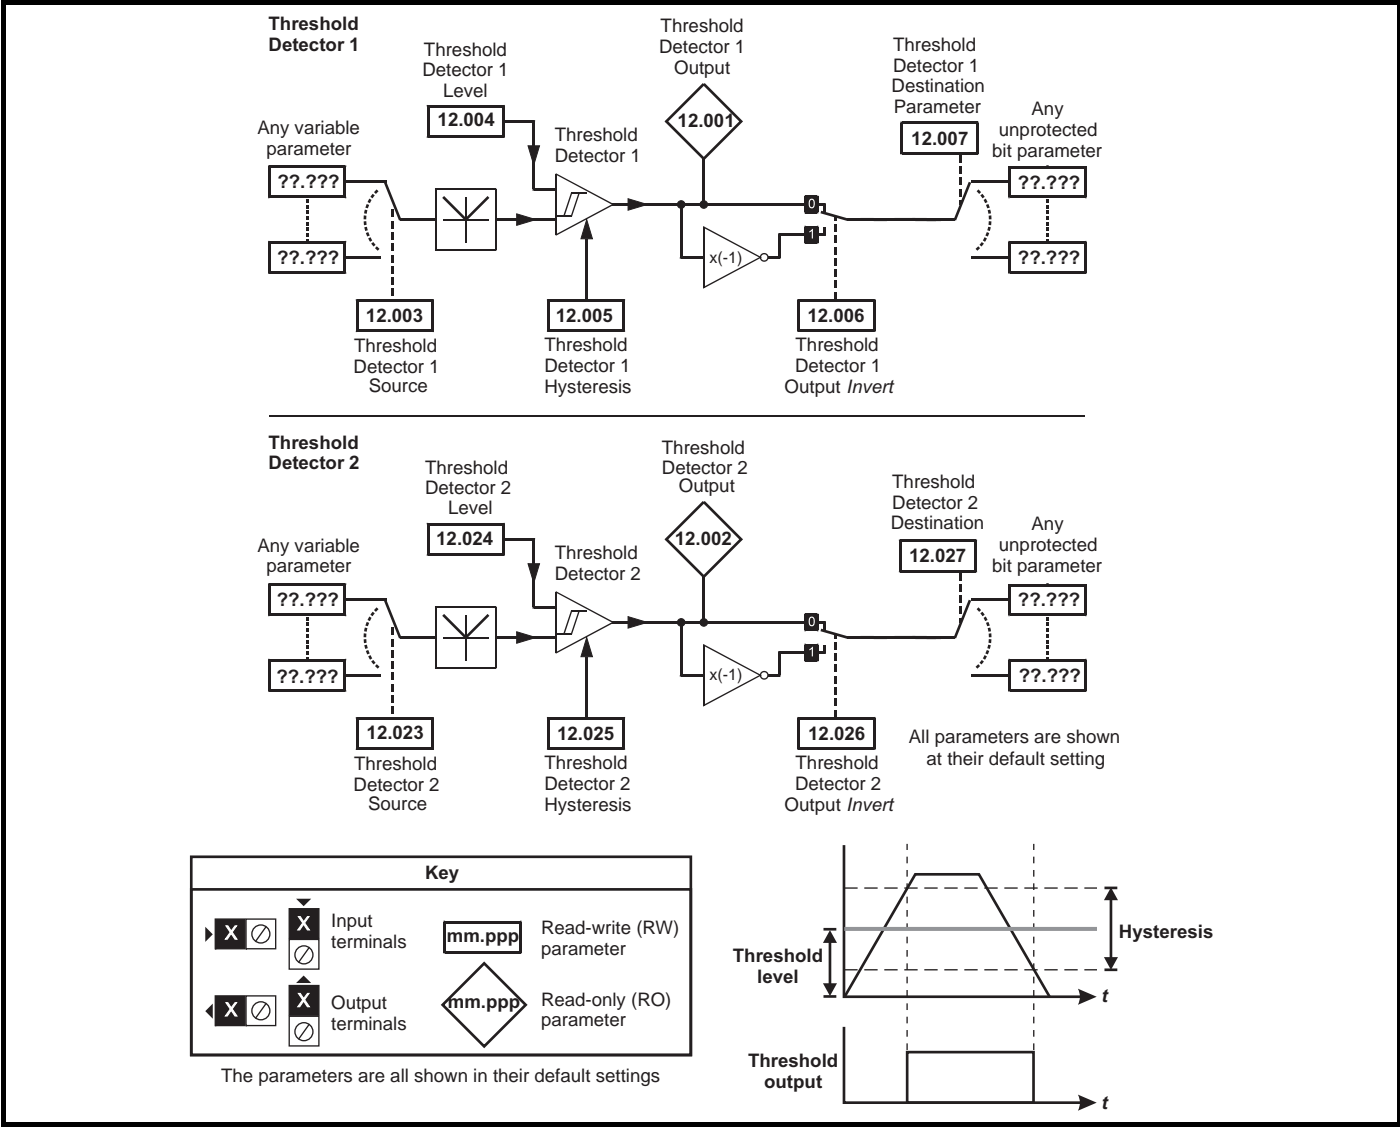 Threshold
Detector 1
Threshold
Detector 1
Level
12.004
Threshold
Detector 1
Output
12.001
Threshold
Detector 1
Destination
Parameter
12.007
Any variable
parameter
??.???
??.???
Threshold
Detector 1
Any
unprotected
bit parameter
??.???
??.???
0
1
x(-1)
12.003
Threshold
Detector 1
Source
12.005
Threshold
Detector 1
Hysteresis
12.006
Threshold
Detector 1
Output Invert
Threshold
Detector 2
Threshold
Detector 2
Level
12.024
Threshold
Detector 2
Output
12.002
Threshold
Detector 2
Destination
12.027
Any variable
parameter
??.???
??.???
Threshold
Detector 2
Any
unprotected
bit parameter
??.???
??.???
0
1
x(-1)
12.023
Threshold
Detector 2
Source
12.025
Threshold
Detector 2
Hysteresis
12.026
Threshold
Detector 2
Output Invert
All parameters are shown
at their default setting
Key
X
X
Input
terminals
mm.ppp
Read-write (RW)
parameter
X
X
Output
terminals
mm.ppp
Read-only (RO)
parameter
The parameters are all shown in their default settings
Threshold
level
Hysteresis
t
Threshold
output
t